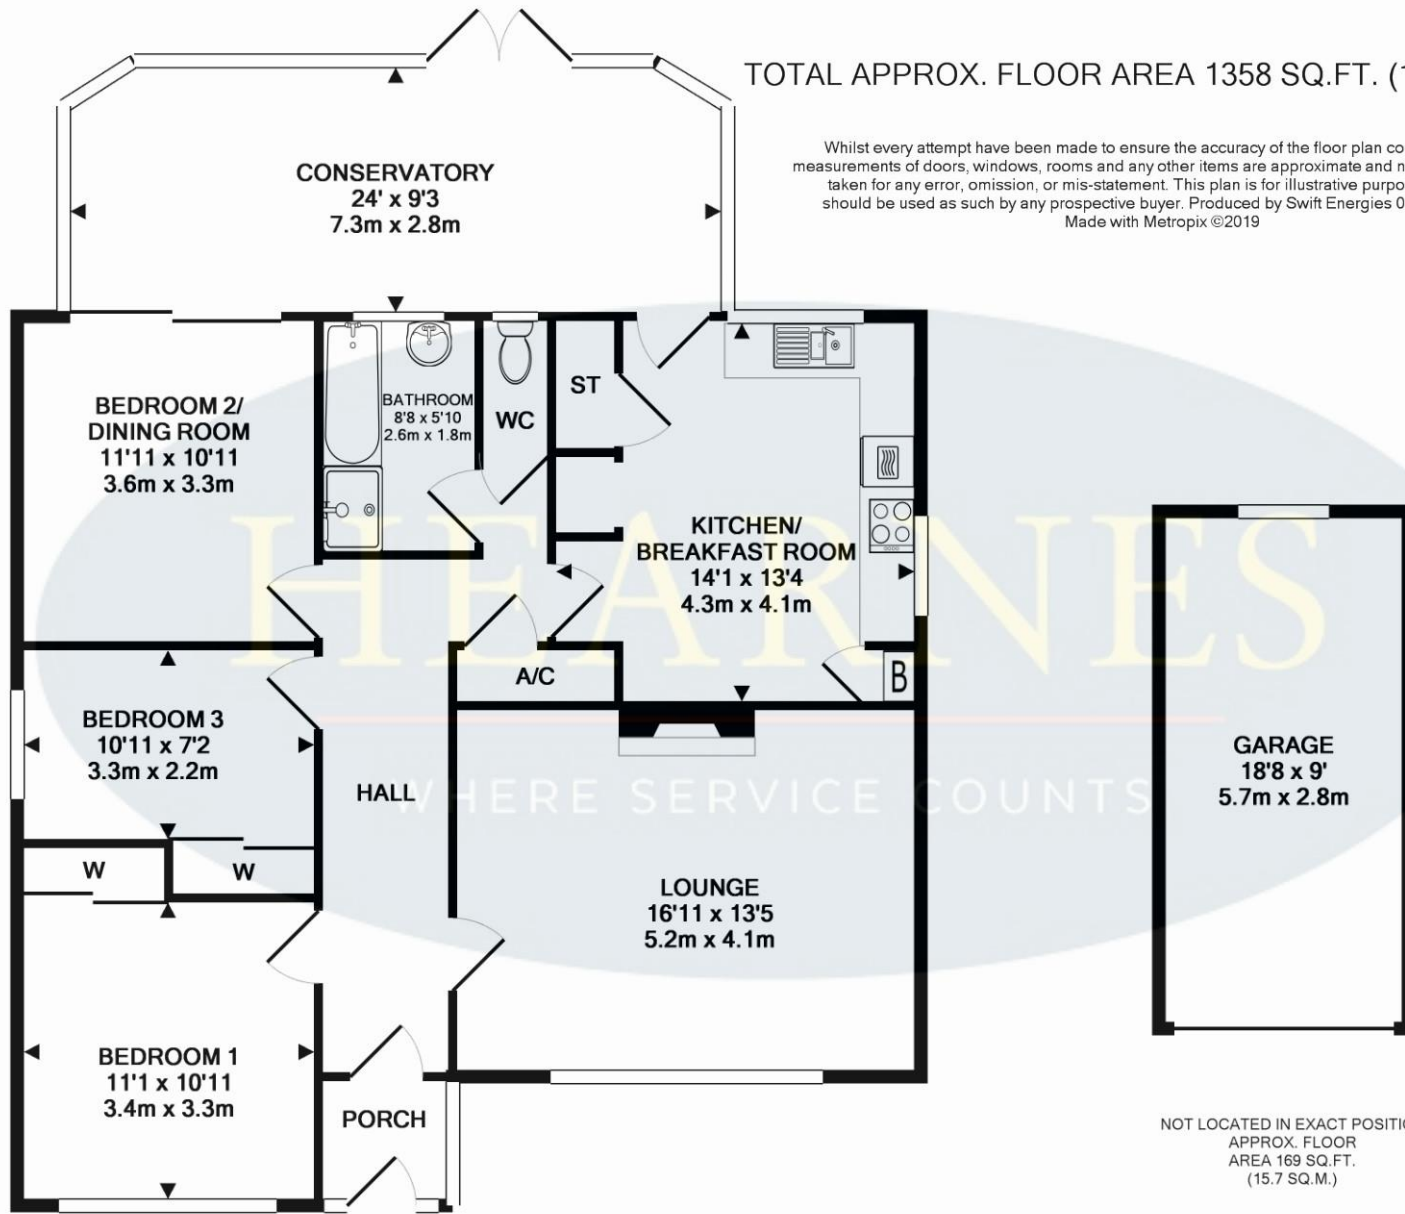 TOTAL APPROX. FLOOR AREA 1358 SQ.FT. (
Whilst every attempt have been made to ensure the accuracy of the floor plan co
measurements of doors, windows, rooms and any other items are approximate and n
taken for any error, omission, or mis-statement. This plan is for illustrative purpo
should be used as such by any prospective buyer. Produced by Swift Energies 0
Made with Metropix ©2019
CONSERVATORY
24' x 9'3
7.3m x 2.8m
BEDROOM 2/
DINING ROOM
11'11 x 10'11
3.6m x 3.3m
BATHROOM
8'8 x 5'10
2.6m x 1.8m
WC
ST
KITCHEN/
BREAKFAST ROOM
14'1 x 13'4
4.3m x 4.1m
A/C
B
HEARNES
WHERE SERVICE COUNTS
BEDROOM 3
10'11 x 7'2
3.3m x 2.2m
HALL
W
W
LOUNGE
16'11 x 13'5
5.2m x 4.1m
GARAGE
18'8 x 9'
5.7m x 2.8m
BEDROOM 1
11'1 x 10'11
3.4m x 3.3m
PORCH
NOT LOCATED IN EXACT POSITI
APPROX. FLOOR
AREA 169 SQ.FT.
(15.7 SQ.M.)